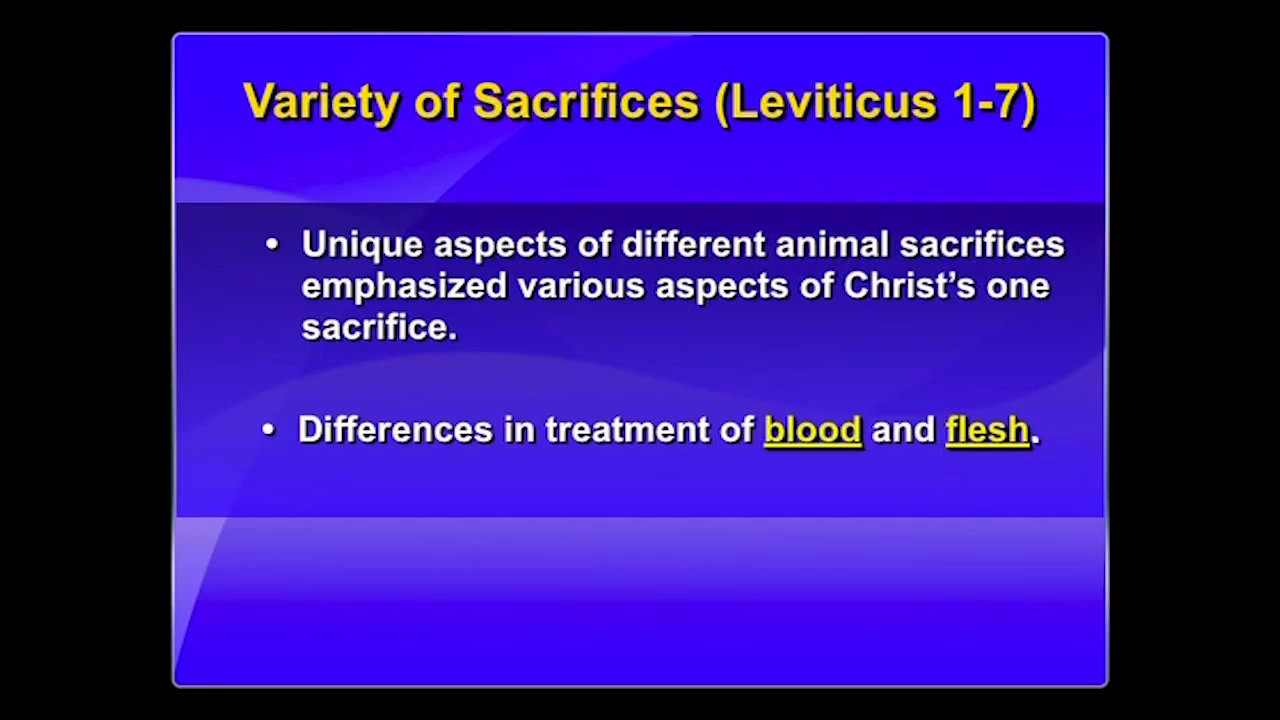 Variety of Sacrifices (Leviticus 1-7)
• Unique aspects of different animal sacrifices
emphasized various aspects of Christ’s one
sacrifice.
• Differences in treatment of blood and flesh.